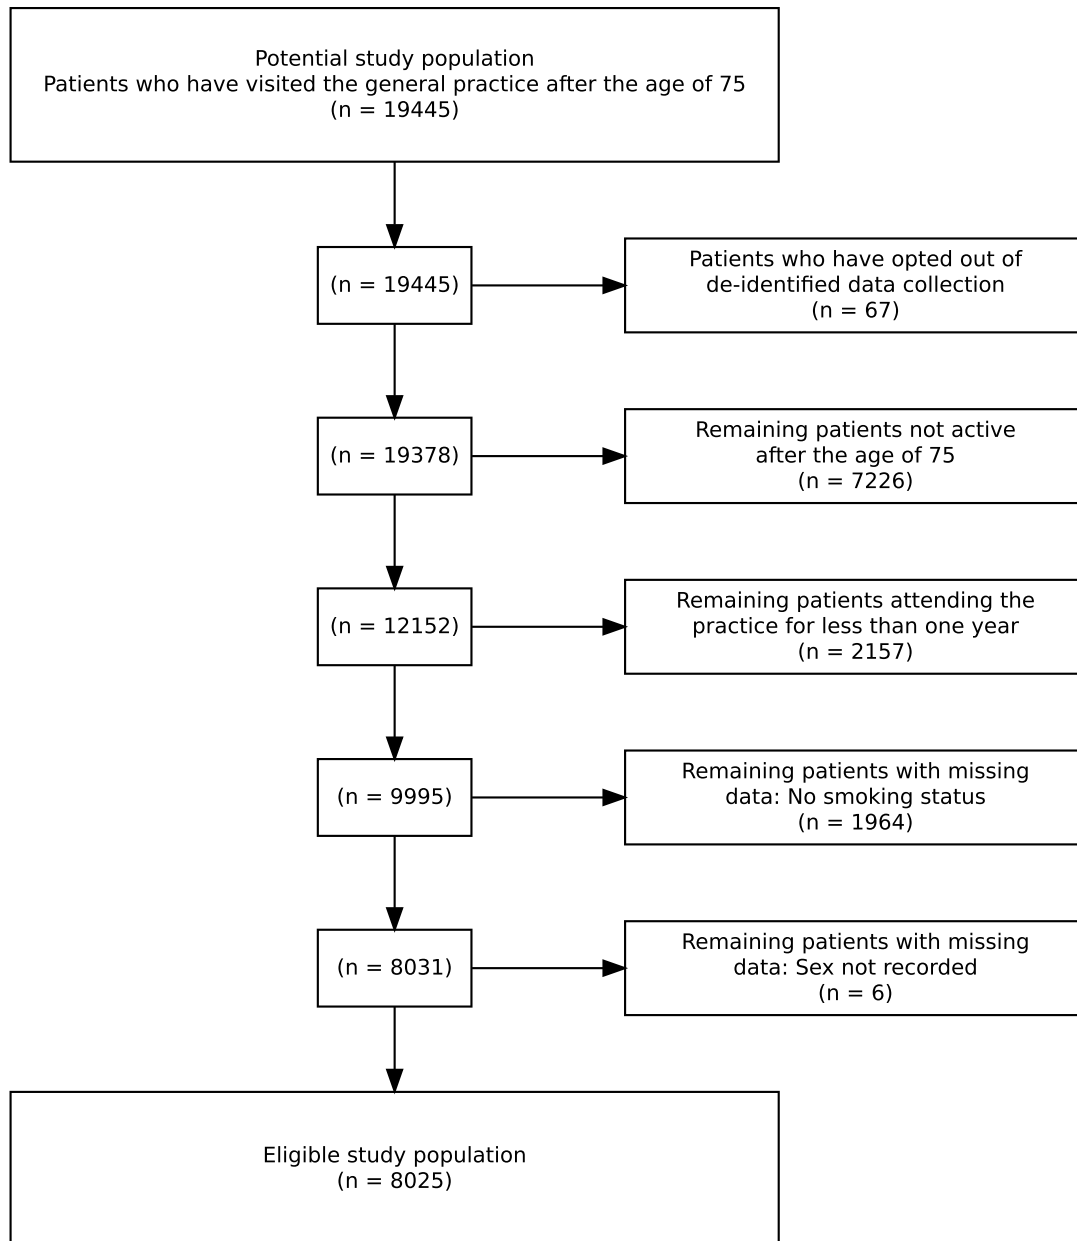 Potential study population
Patients who have visited the general practice after the age of 75
(n = 19445)
(n = 19445)
Patients who have opted out of
de-identified data collection
(n = 67)
(n = 19378)
Remaining patients not active
after the age of 75
(n = 7226)
(n = 12152)
Remaining patients attending the
practice for less than one year
(n = 2157)
(n = 9995)
Remaining patients with missing
data: No smoking status
(n = 1964)
(n = 8031)
Remaining patients with missing
data: Sex not recorded
(n = 6)
Eligible study population
(n = 8025)